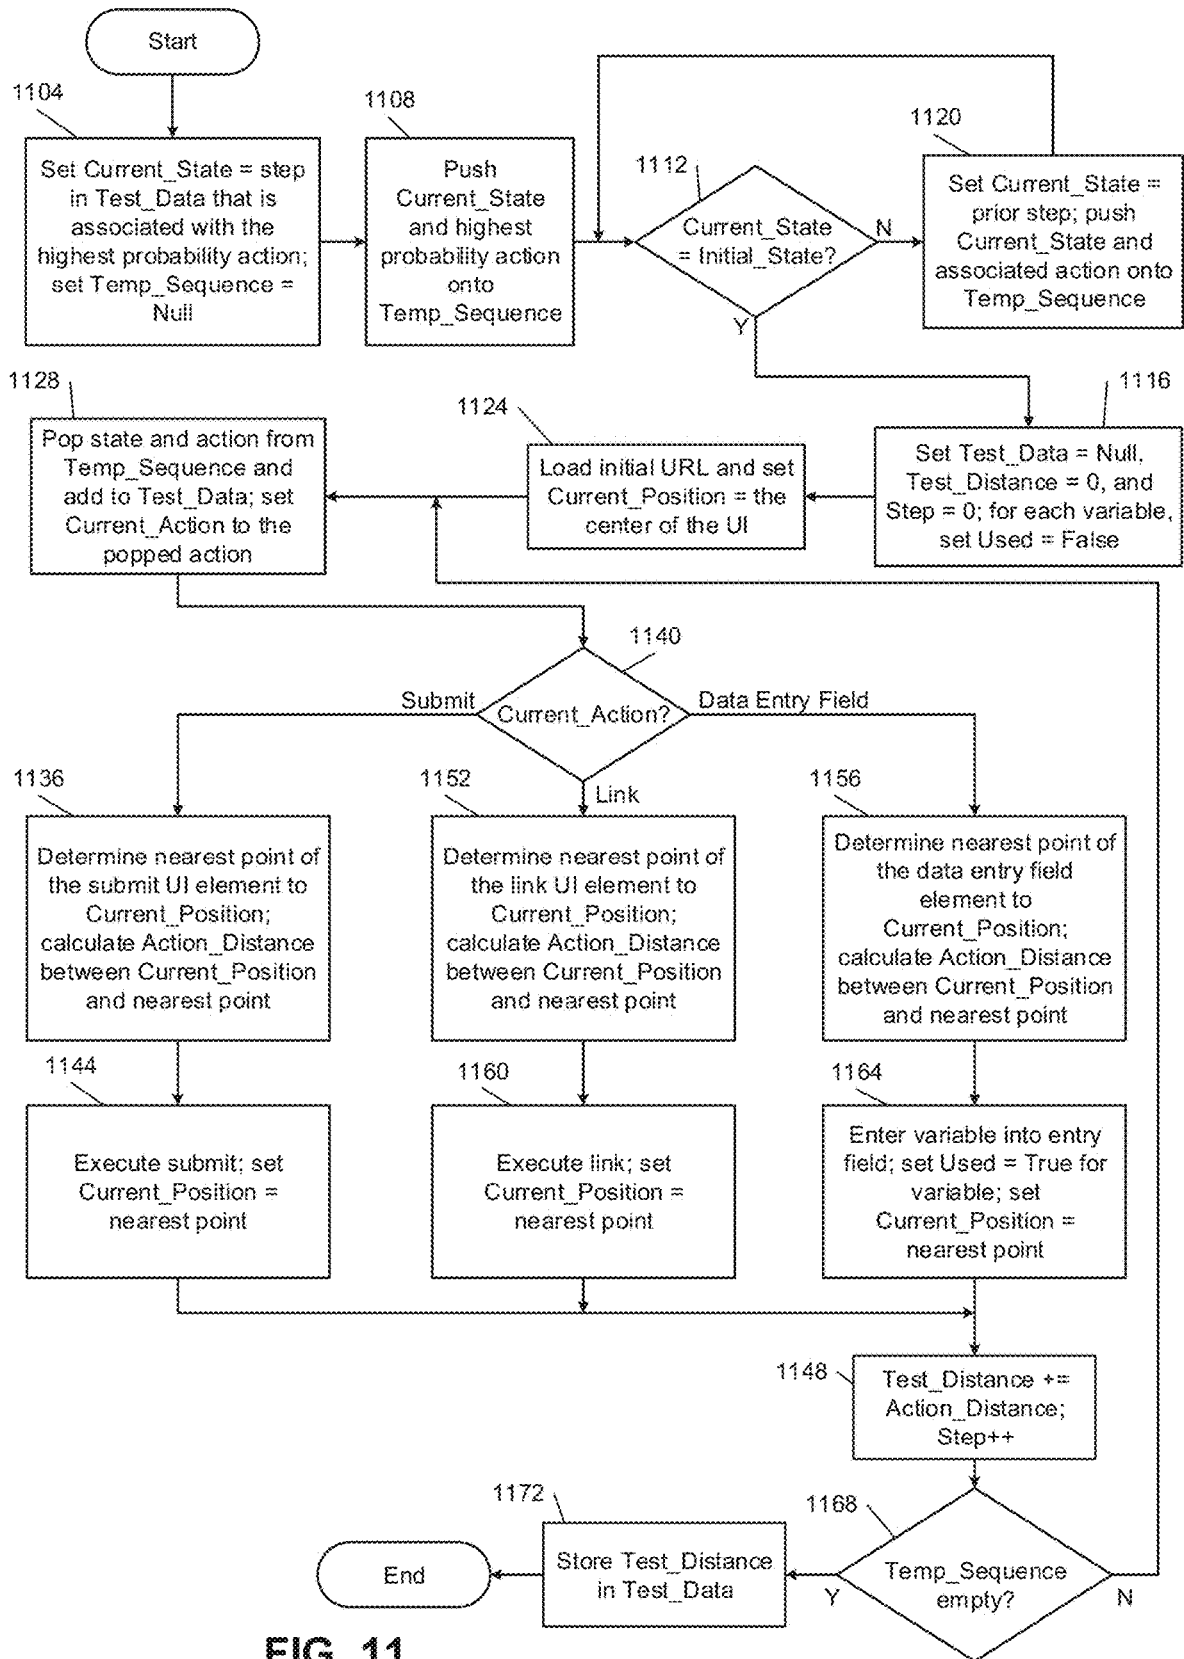 Start
1104
Set Current_State = step
in Test_Data that is
associated with the
highest probability action;
set Temp_Sequence =
Null
1108
Push
Current_State
and highest
probability action
onto
Temp_Sequence
1112
Current_State
= Initial_State?
N
Y
1120
Set Current_State =
prior step; push
Current_State and
associated action onto
Temp_Sequence
1116
Set Test_Data = Null,
Test_Distance = 0, and
Step = 0; for each variable,
set Used = False
1124
Load initial URL and set
Current_Position = the
center of the UI
1128
Pop state and action from
Temp_Sequence and
add to Test_Data; set
Current_Action to the
popped action
1140
Current_Action?
Submit
Link
Data Entry Field
1136
Determine nearest point of
the submit UI element to
Current_Position;
calculate Action_Distance
between Current_Position
and nearest point
1152
Determine nearest point of
the link UI element to
Current_Position;
calculate Action_Distance
between Current_Position
and nearest point
1156
Determine nearest point of
the data entry field
element to
Current_Position;
calculate Action_Distance
between Current_Position
and nearest point
1144
Execute submit; set
Current_Position =
nearest point
1160
Execute link; set
Current_Position =
nearest point
1164
Enter variable into entry
field; set Used = True for
variable; set
Current_Position =
nearest point
1148
Test_Distance +=
Action_Distance;
Step++
1168
Temp_Sequence
empty?
Y
N
1172
Store Test_Distance
in Test_Data
End
FIG. 11